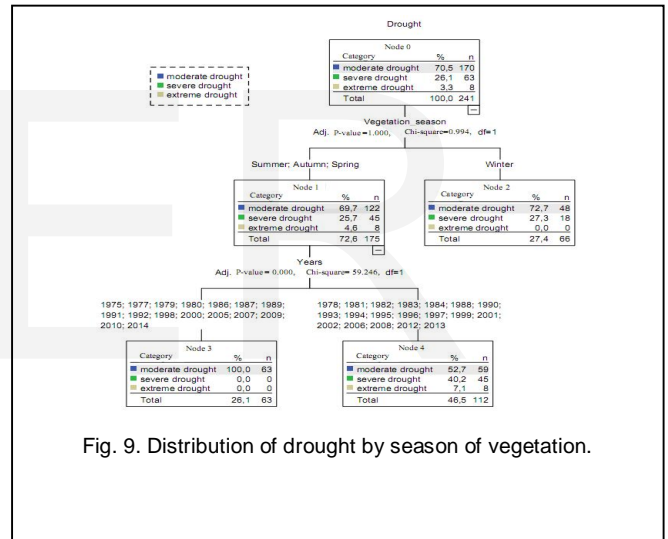 Drought
Node 0
Category % n
moderate drought 70,5 170
severe drought 26,1 63
extreme drought 3,3 8
Total 100,0 241
moderate drought
severe drought
extreme drought
Vegetation_season
Adj. P-value=1.000, Chi-square=0.994, df=1
Summer; Autumn; Spring
Winter
Node 1
Category % n
moderate drought 69,7 122
severe drought 25,7 45
extreme drought 4,6 8
Total 72,6 175
Node 2
Category % n
moderate drought 72,7 48
severe drought 27,3 18
extreme drought 0,0 0
Total 27,4 66
Years
Adj. P-value= 0.000, Chi-square= 59.246, df=1
1975; 1977; 1979; 1980; 1986; 1987; 1989;
1991; 1992; 1998; 2000; 2005; 2007; 2009;
2010; 2014
1978; 1981; 1982; 1983; 1984; 1988; 1990;
1993; 1994; 1995; 1996; 1997; 1999; 2001;
2002; 2006; 2008; 2012; 2013
Node 3
Category % n
moderate drought 100,0 63
severe drought 0,0 0
extreme drought 0,0 0
Total 26,1 63
Node 4
Category % n
moderate drought 52,7 59
severe drought 40,2 45
extreme drought 7,1 8
Total 46,5 112
Fig. 9. Distribution of drought by season of vegetation.
ER